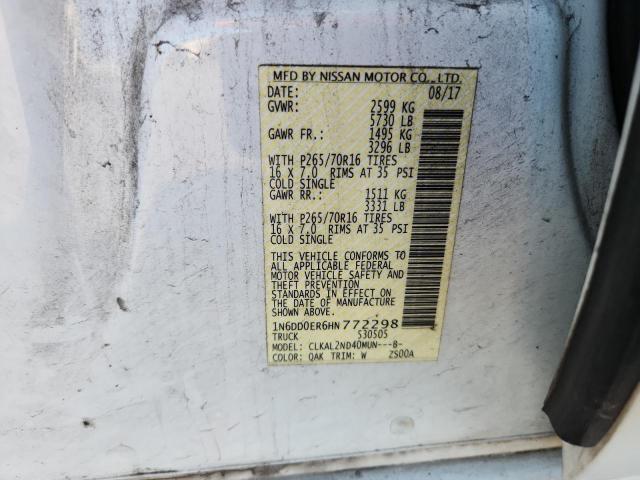 MFD BY NISSAN MOTOR CO., LTD.
DATE: 08/17
GVWR: 2599 KG
5730 LB
GAWR FR.: 1495 KG
3296 LB
WITH P265/70R16 TIRES
16 X 7.0 RIMS AT 35 PSI
COLD SINGLE
GAWR RR.: 1511 KG
3331 LB
WITH P265/70R16 TIRES
16 X 7.0 RIMS AT 35 PSI
COLD SINGLE
THIS VEHICLE CONFORMS TO
ALL APPLICABLE FEDERAL
MOTOR VEHICLE SAFETY AND
THEFT PREVENTION
STANDARDS IN EFFECT ON
THE DATE OF MANUFACTURE
SHOWN ABOVE.
1N6DD0ER6HN772298
TRUCK 530505
MODEL: CLKAL2ND40MUN---B-
COLOR: QAK TRIM: W ZS00A